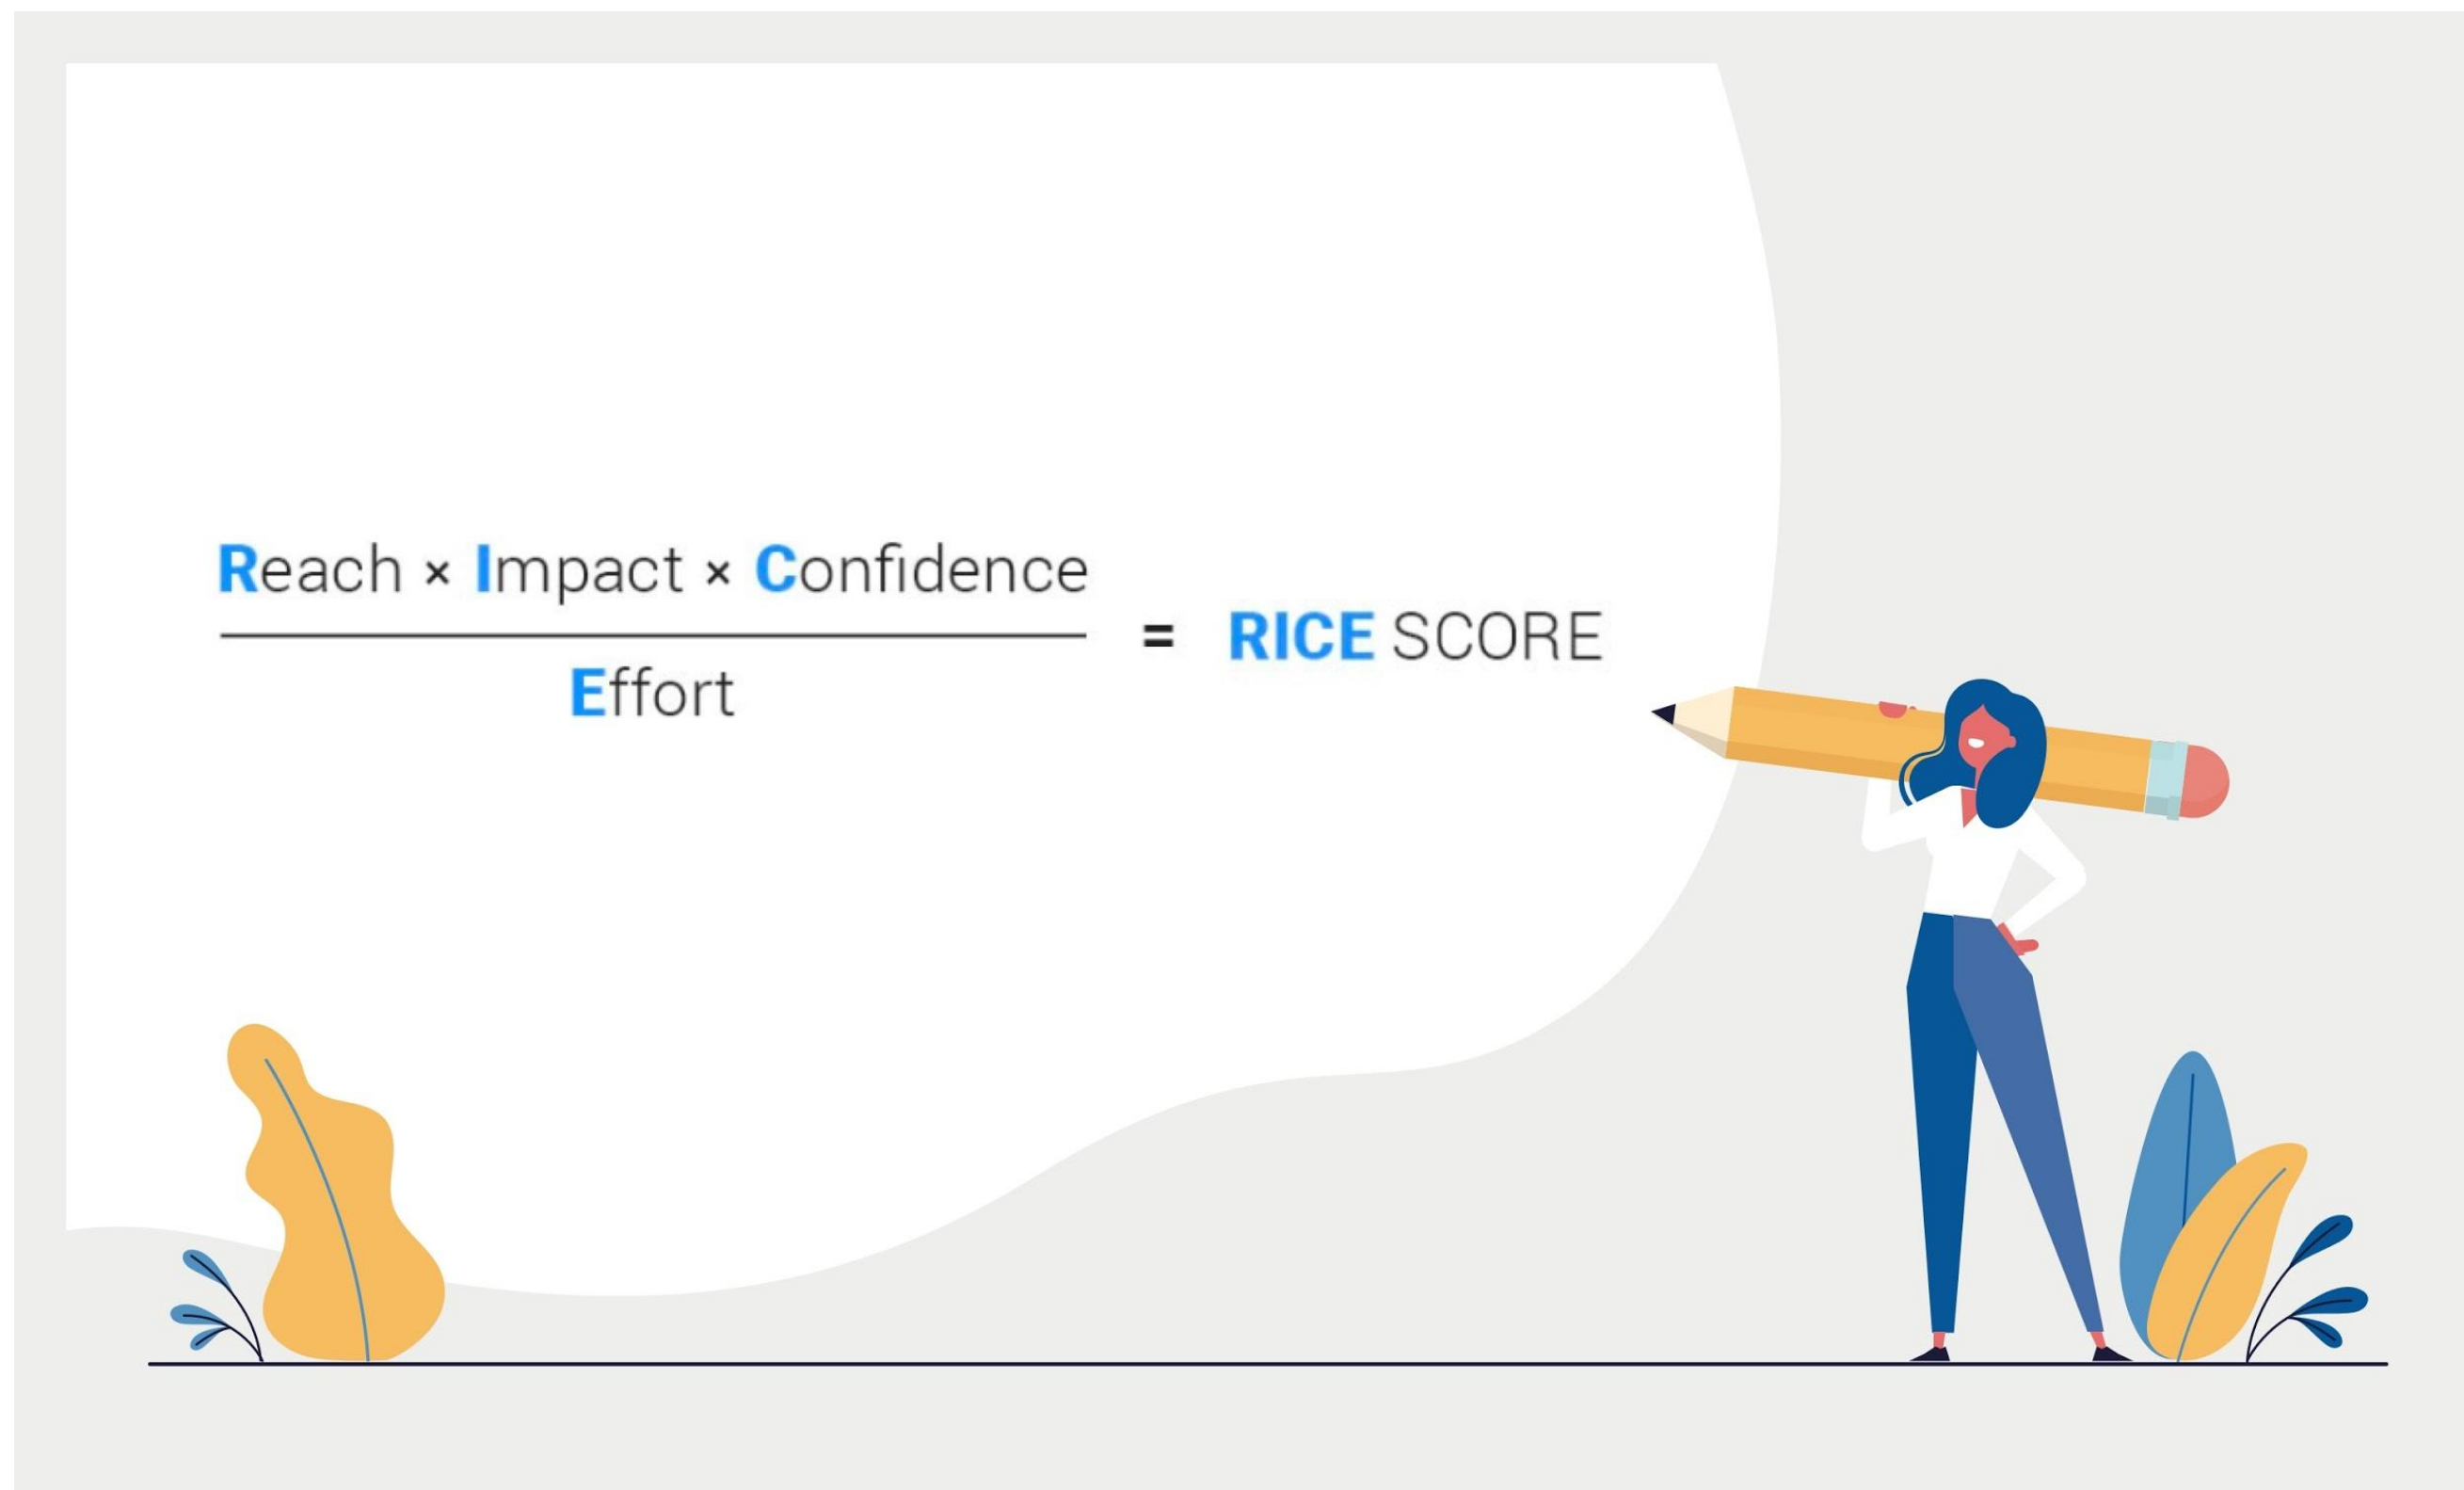 Reach × Impact × Confidence
Effort
= RICE SCORE